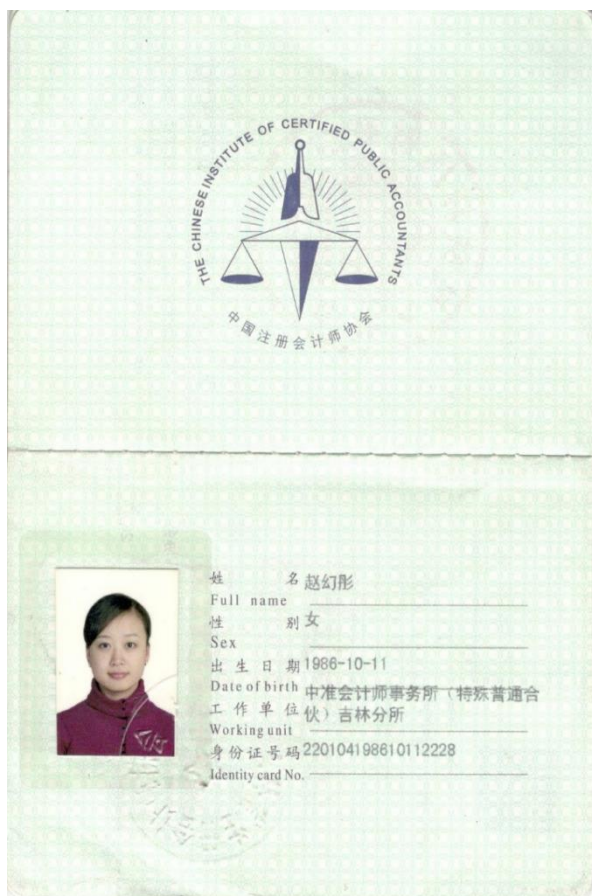 THE CHINESE INSTITUTE OF CERTIFIED PUBLIC ACCOUNTANTS
中国注册会计师协会
姓 名 赵幻彤
Full name
性 别 女
Sex
出生日期 1986-10-11
Date of birth
工作单位 中准会计师事务所（特殊普通合
伙）吉林分所
Working unit
身份证号码 220104198610112228
Identity card No.